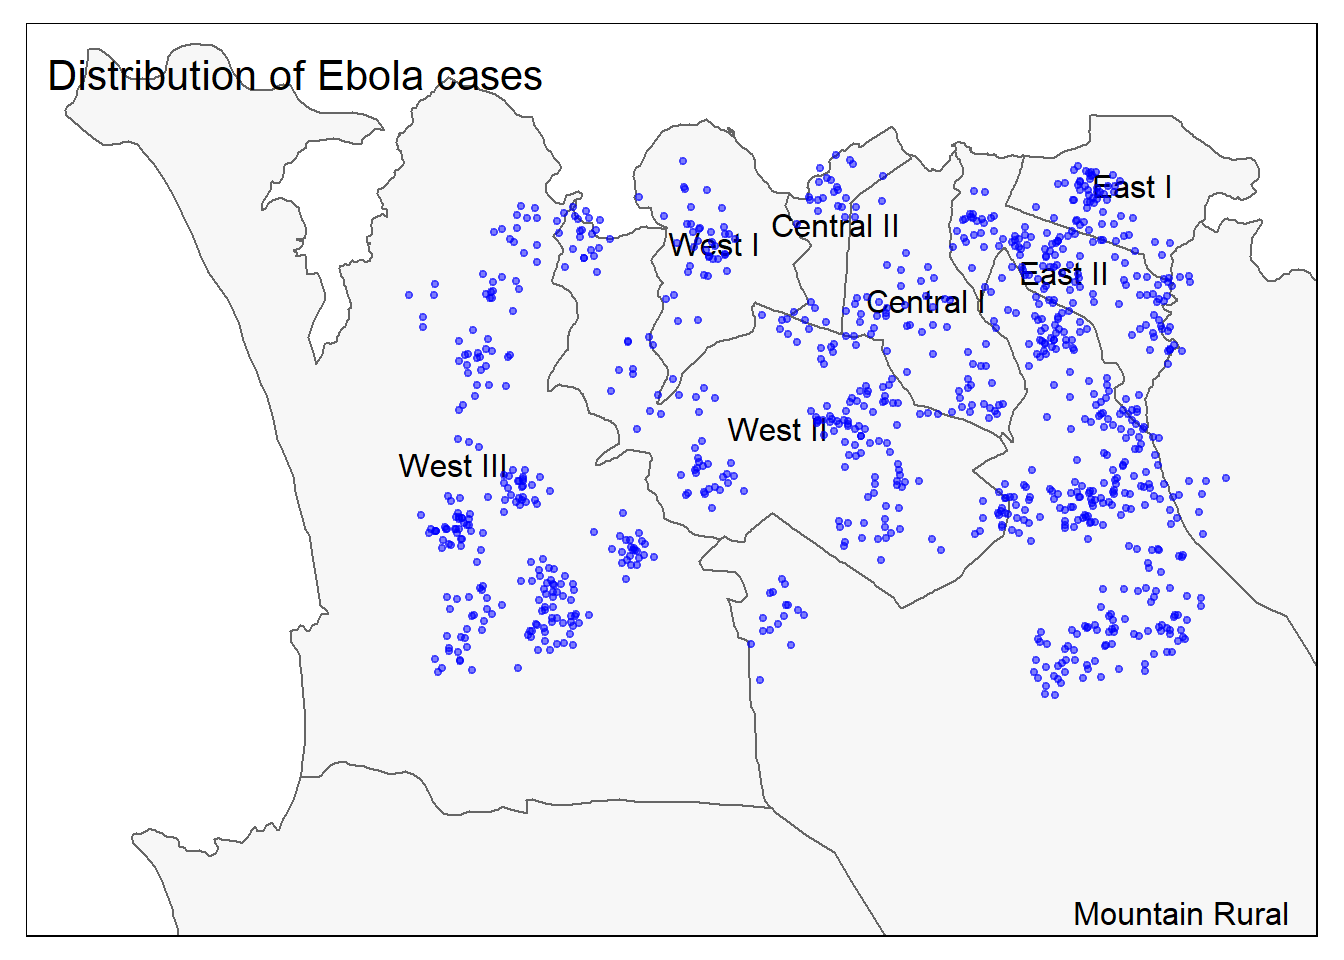 Distribution of Ebola cases
East I
Central II
West I
East II
Central I
West II
West III
Mountain Rural